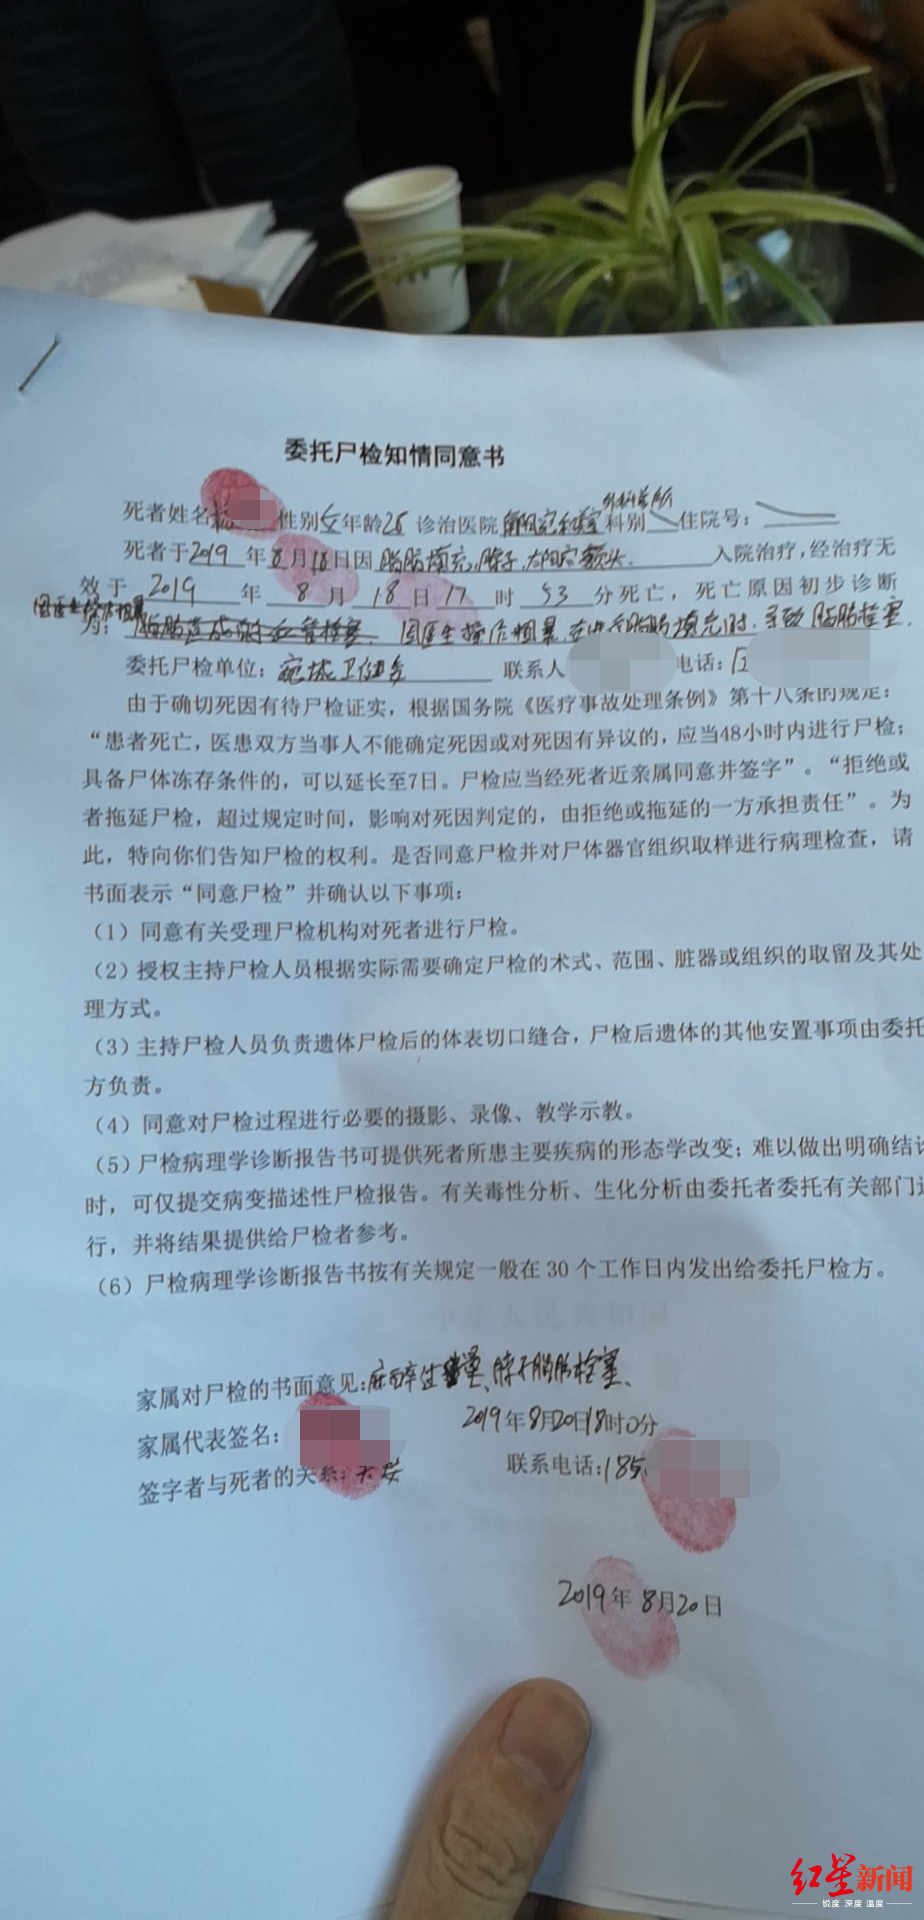 委托尸检知情同意书
外科诊所
死者姓名 性别女年龄28 诊治医院 科别 住院号:
死者于2019年8月18日因脂肪填充,脖子,太阳穴额头. 入院治疗,经治疗无
效于 2019 年 8 月 18 日 17 时 53 分死亡,死亡原因初步诊断
为: 因医生操作粗暴,在进行脂肪填充时,导致脂肪栓塞.
委托尸检单位: 宛城卫健委 联系人 电话:
由于确切死因有待尸检证实,根据国务院《医疗事故处理条例》第十八条的规定:
“患者死亡,医患双方当事人不能确定死因或对死因有异议的,应当48小时内进行尸检;
具备尸体冻存条件的,可以延长至7日。尸检应当经死者近亲属同意并签字”。“拒绝或
者拖延尸检,超过规定时间,影响对死因判定的,由拒绝或拖延的一方承担责任”。为
此,特向你们告知尸检的权利。是否同意尸检并对尸体器官组织取样进行病理检查,请
书面表示“同意尸检”并确认以下事项:
(1)同意有关受理尸检机构对死者进行尸检。
(2)授权主持尸检人员根据实际需要确定尸检的术式、范围、脏器或组织的取留及其处
理方式。
(3)主持尸检人员负责遗体尸检后的体表切口缝合,尸检后遗体的其他安置事项由委托
方负责。
(4)同意对尸检过程进行必要的摄影、录像、教学示教。
(5)尸检病理学诊断报告书可提供死者所患主要疾病的形态学改变;难以做出明确结论
时,可仅提交病变描述性尸检报告。有关毒性分析、生化分析由委托者委托有关部门进
行,并将结果提供给尸检者参考。
(6)尸检病理学诊断报告书按有关规定一般在 30 个工作日内发出给委托尸检方。
家属对尸检的书面意见:麻醉过量、脖子脂肪栓塞、
家属代表签名: 2019年8月20日18时0分
签字者与死者的关系:夫妻 联系电话:185
2019年 8月20日
红星新闻
锐度 深度 温度